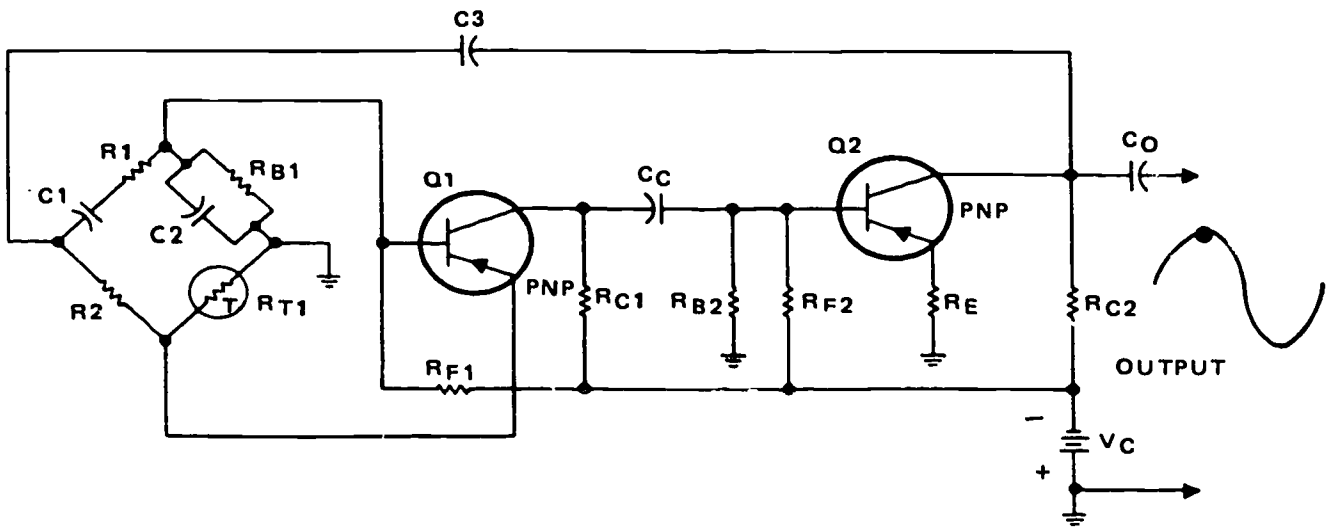 C3
R1
RB1
C1
C2
R2
T
RT1
Q1
PNP
CC
Q2
PNP
CO
RC1
RB2
RF2
RE
RC2
RF1
OUTPUT
-
VC
+